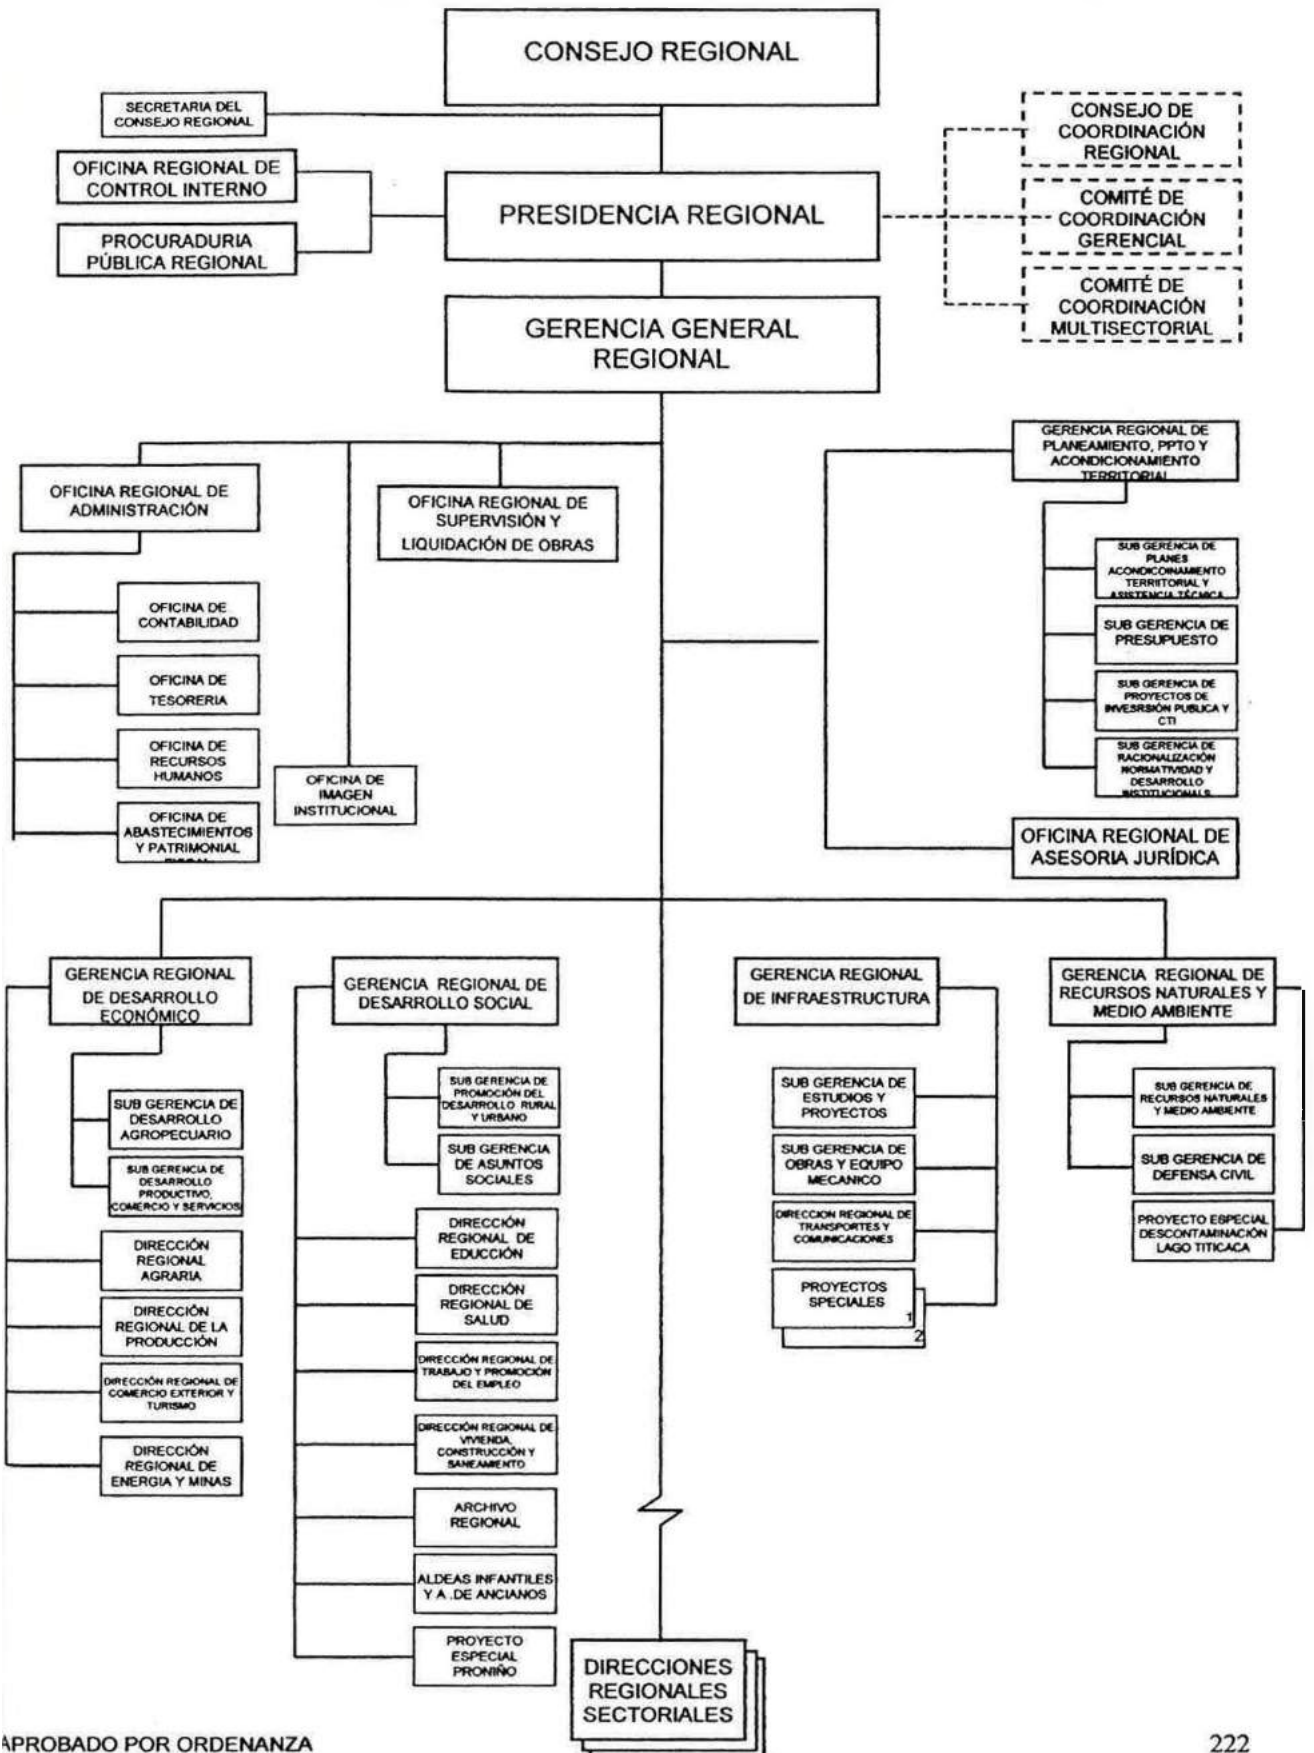 CONSEJO REGIONAL
SECRETARIA DEL
CONSEJO REGIONAL
OFICINA REGIONAL DE
CONTROL INTERNO
PROCURADURIA
PÚBLICA REGIONAL
PRESIDENCIA REGIONAL
CONSEJO DE
COORDINACIÓN
REGIONAL
COMITÉ DE
COORDINACIÓN
GERENCIAL
COMITÉ DE
COORDINACIÓN
MULTISECTORIAL
GERENCIA GENERAL
REGIONAL
OFICINA REGIONAL DE
ADMINISTRACIÓN
OFICINA DE
CONTABILIDAD
OFICINA DE
TESORERIA
OFICINA DE
RECURSOS
HUMANOS
OFICINA DE
ABASTECIMIENTOS
Y PATRIMONIAL
OFICINA DE
IMAGEN
INSTITUCIONAL
OFICINA REGIONAL DE
SUPERVISIÓN Y
LIQUIDACIÓN DE OBRAS
GERENCIA REGIONAL DE
PLANEAMIENTO, PPTO Y
ACONDICIONAMIENTO
TERRITORIAL
SUB GERENCIA DE
PLANES
ACONDICOINAMIENTO
TERRIITORIAL Y
ASISTENCIA TÉCNICA
SUB GERENCIA DE
PRESUPUESTO
SUB GERENCIA DE
PROYECTOS DE
INVESRSIÓN PUBLICA Y
CTI
SUB GERENCIA DE
RACIONALIZACIÓN
NORMATIVIDAD Y
DESARROLLO
INSTITUCIONALS
OFICINA REGIONAL DE
ASESORIA JURÍDICA
GERENCIA REGIONAL
DE DESARROLLO
ECONÓMICO
SUB GERENCIA DE
DESARROLLO
AGROPECUARIO
SUB GERENCIA DE
DESARROLLO
PRODUCTIVO,
COMERCIO Y SERVICIOS
DIRECCIÓN
REGIONAL
AGRARIA
DIRECCIÓN
REGIONAL DE LA
PRODUCCIÓN
DIRECCIÓN REGIONAL DE
COMERCIO EXTERIOR Y
TURISMO
DIRECCIÓN
REGIONAL DE
ENERGIA Y MINAS
GERENCIA REGIONAL DE
DESARROLLO SOCIAL
SUB GERENCIA DE
PROMOCIÓN DEL
DESARROLLO RURAL
Y URBANO
SUB GERENCIA
DE ASUNTOS
SOCIALES
DIRECCIÓN
REGIONAL DE
EDUCCIÓN
DIRECCIÓN
REGIONAL DE
SALUD
DIRECCIÓN REGIONAL DE
TRABAJO Y PROMOCIÓN
DEL EMPLEO
DIRECCIÓN REGIONAL DE
VIVIENDA,
CONSTRUCCIÓN Y
SANEAMIENTO
ARCHIVO
REGIONAL
ALDEAS INFANTILES
Y A .DE ANCIANOS
PROYECTO
ESPECIAL
PRONIÑO
GERENCIA REGIONAL
DE INFRAESTRUCTURA
SUB GERENCIA DE
ESTUDIOS Y
PROYECTOS
SUB GERENCIA DE
OBRAS Y EQUIPO
MECANICO
DIRECCION REGIONAL DE
TRANSPORTES Y
COMUNICACIONES
PROYECTOS
SPECIALES
1
2
GERENCIA REGIONAL DE
RECURSOS NATURALES Y
MEDIO AMBIENTE
SUB GERENCIA DE
RECURSOS NATURALES
Y MEDIO AMBIENTE
SUB GERENCIA DE
DEFENSA CIVIL
PROYECTO ESPECIAL
DESCONTAMINACIÓN
LAGO TITICACA
DIRECCIONES
REGIONALES
SECTORIALES
APROBADO POR ORDENANZA
222